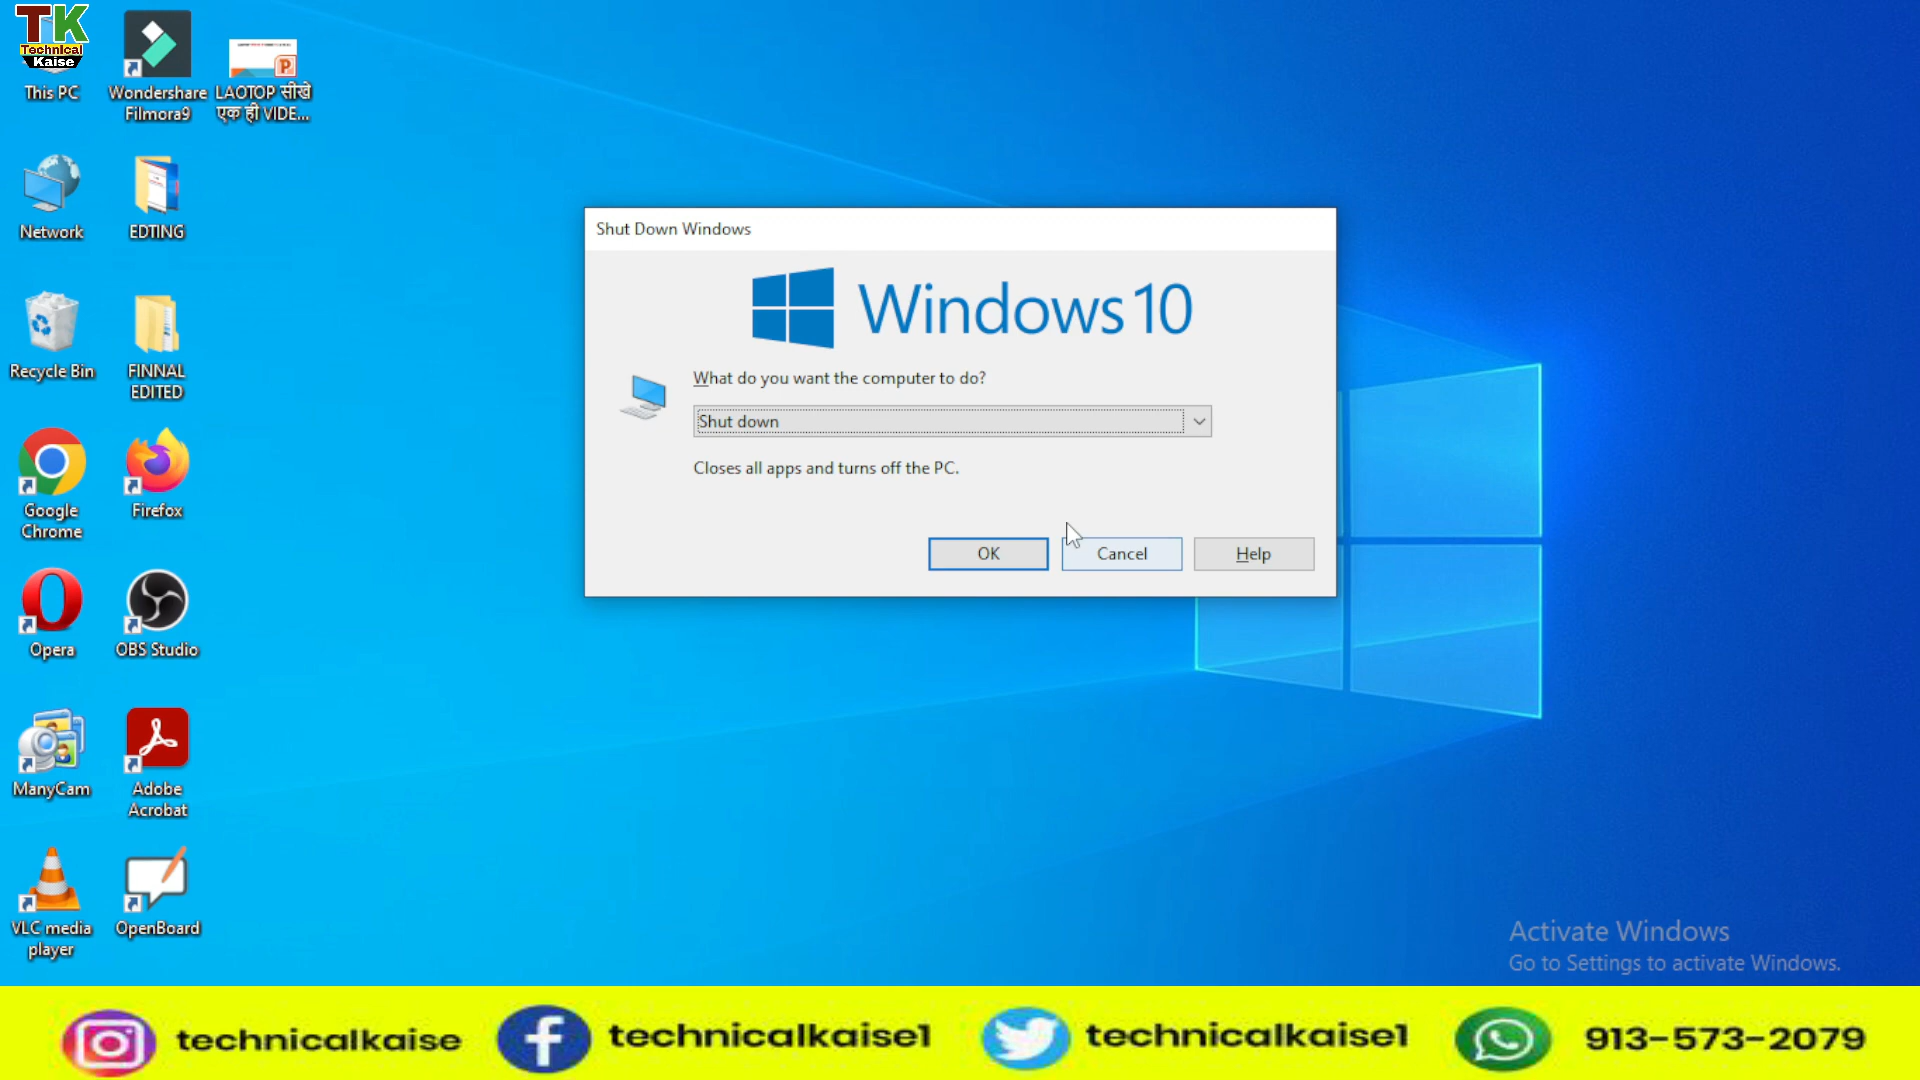 TK
Technical
Kaise
This PC
Wondershare
Filmora9
LAOTOP सीखे
एक ही VIDE...
Network
EDTING
Recycle Bin
FINNAL
EDITED
Google
Chrome
Firefox
Opera
OBS Studio
ManyCam
Adobe
Acrobat
VLC media
player
OpenBoard
Shut Down Windows
Windows 10
What do you want the computer to do?
Shut down
Closes all apps and turns off the PC.
OK
Cancel
Help
Activate Windows
Go to Settings to activate Windows.
technicalkaise
technicalkaise1
technicalkaise1
913-573-2079